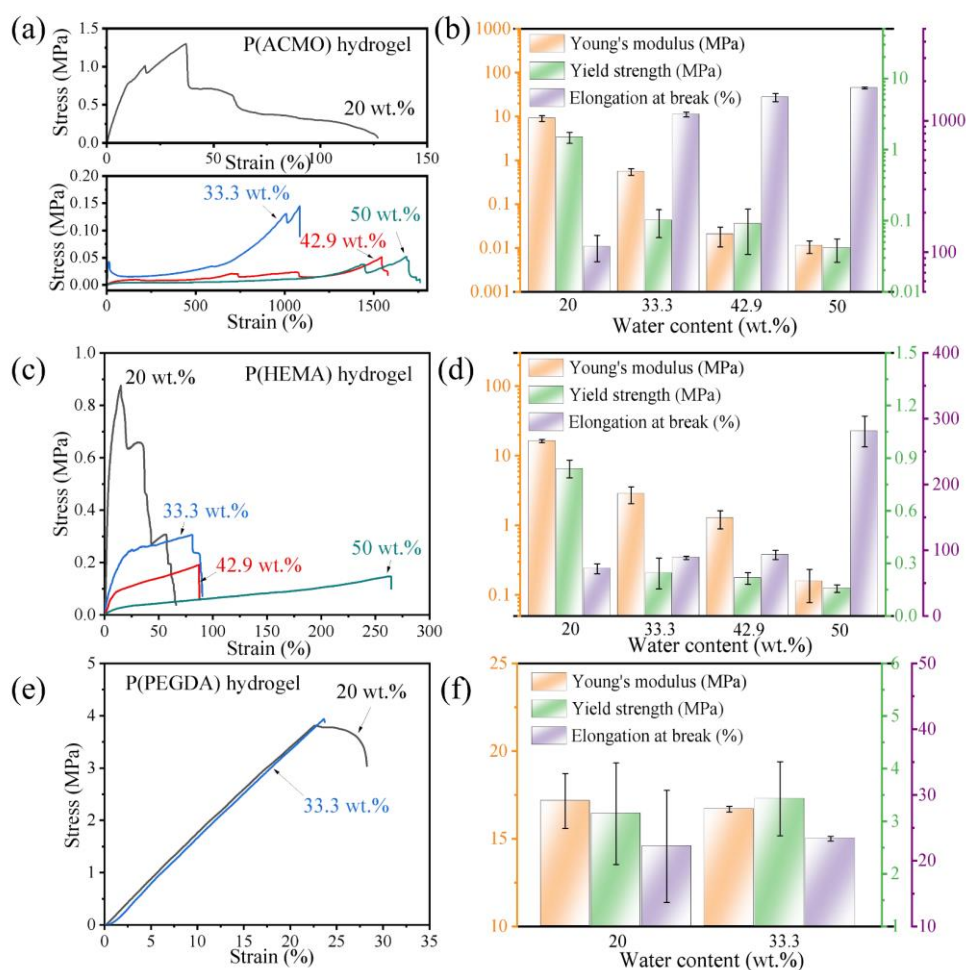 (a)
P(ACMO) hydrogel
20 wt.%
Stress (MPa)
1.5
1.0
0.5
0.0
0
50
100
150
Strain (%)
33.3 wt.%
50 wt.%
42.9 wt.%
Stress (MPa)
0.20
0.15
0.10
0.05
0.00
0
500
1000
1500
Strain (%)
(b)
Young's modulus (MPa)
Yield strength (MPa)
Elongation at break (%)
1000
100
10
1
0.1
0.01
0.001
10
1
0.1
0.01
1000
100
20
33.3
42.9
50
Water content (wt.%)
(c)
P(HEMA) hydrogel
20 wt.%
33.3 wt.%
42.9 wt.%
50 wt.%
Stress (MPa)
1.0
0.8
0.6
0.4
0.2
0.0
0
50
100
150
200
250
300
Strain (%)
(d)
Young's modulus (MPa)
Yield strength (MPa)
Elongation at break (%)
100
10
1
0.1
1.5
1.2
0.9
0.6
0.3
0.0
400
300
200
100
0
20
33.3
42.9
50
Water content (wt.%)
(e)
P(PEGDA) hydrogel
20 wt.%
33.3 wt.%
Stress (MPa)
5
4
3
2
1
0
0
5
10
15
20
25
30
35
Strain (%)
(f)
Young's modulus (MPa)
Yield strength (MPa)
Elongation at break (%)
25
20
15
10
6
5
4
3
2
1
50
40
30
20
10
20
33.3
Water content (wt.%)